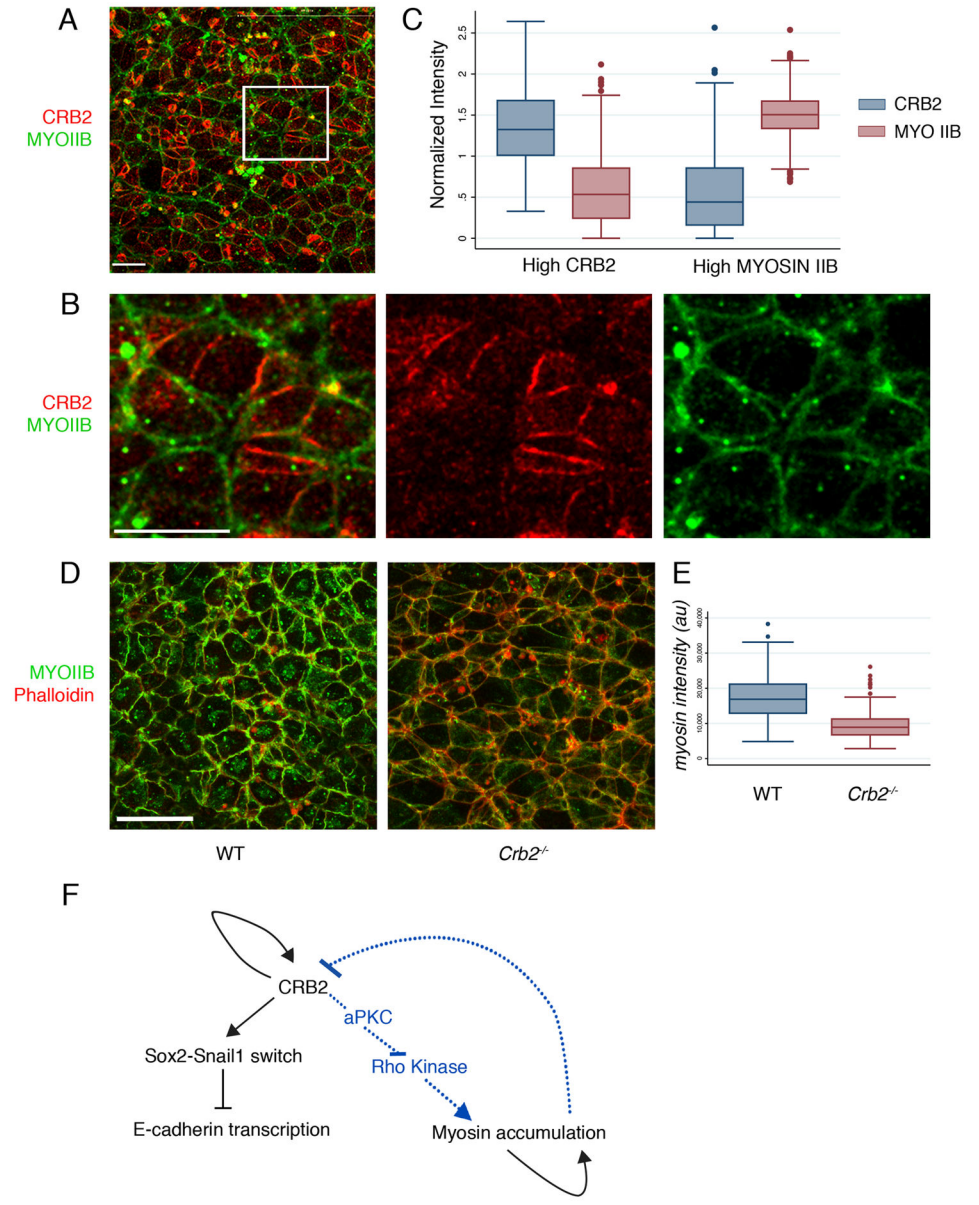 A
CRB2
MYOIIB
C
Normalized Intensity
2.5
2
1.5
1
.5
0
High CRB2
High MYOSIN IIB
CRB2
MYO IIB
B
CRB2
MYOIIB
D
MYOIIB
Phalloidin
WT
Crb2-/-
E
myosin intensity (au)
40,000
30,000
20,000
10,000
0
WT
Crb2-/-
F
CRB2
aPKC
Sox2-Snail1 switch
Rho Kinase
E-cadherin transcription
Myosin accumulation